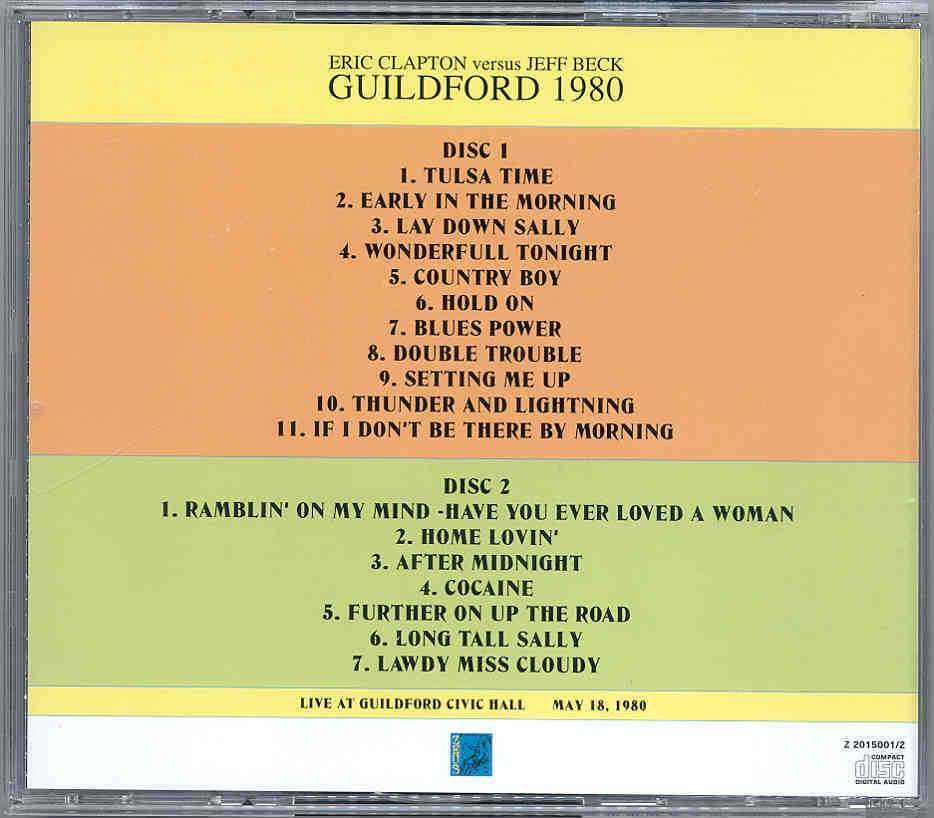 ERIC CLAPTON versus JEFF BECK
GUILDFORD 1980
DISC 1
1. TULSA TIME
2. EARLY IN THE MORNING
3. LAY DOWN SALLY
4. WONDERFULL TONIGHT
5. COUNTRY BOY
6. HOLD ON
7. BLUES POWER
8. DOUBLE TROUBLE
9. SETTING ME UP
10. THUNDER AND LIGHTNING
11. IF I DON'T BE THERE BY MORNING
DISC 2
1. RAMBLIN' ON MY MIND -HAVE YOU EVER LOVED A WOMAN
2. HOME LOVIN'
3. AFTER MIDNIGHT
4. COCAINE
5. FURTHER ON UP THE ROAD
6. LONG TALL SALLY
7. LAWDY MISS CLOUDY
LIVE AT GUILDFORD CIVIC HALL MAY 18, 1980
ZEUS
Z 2015001/2
COMPACT
disc
DIGITAL AUDIO